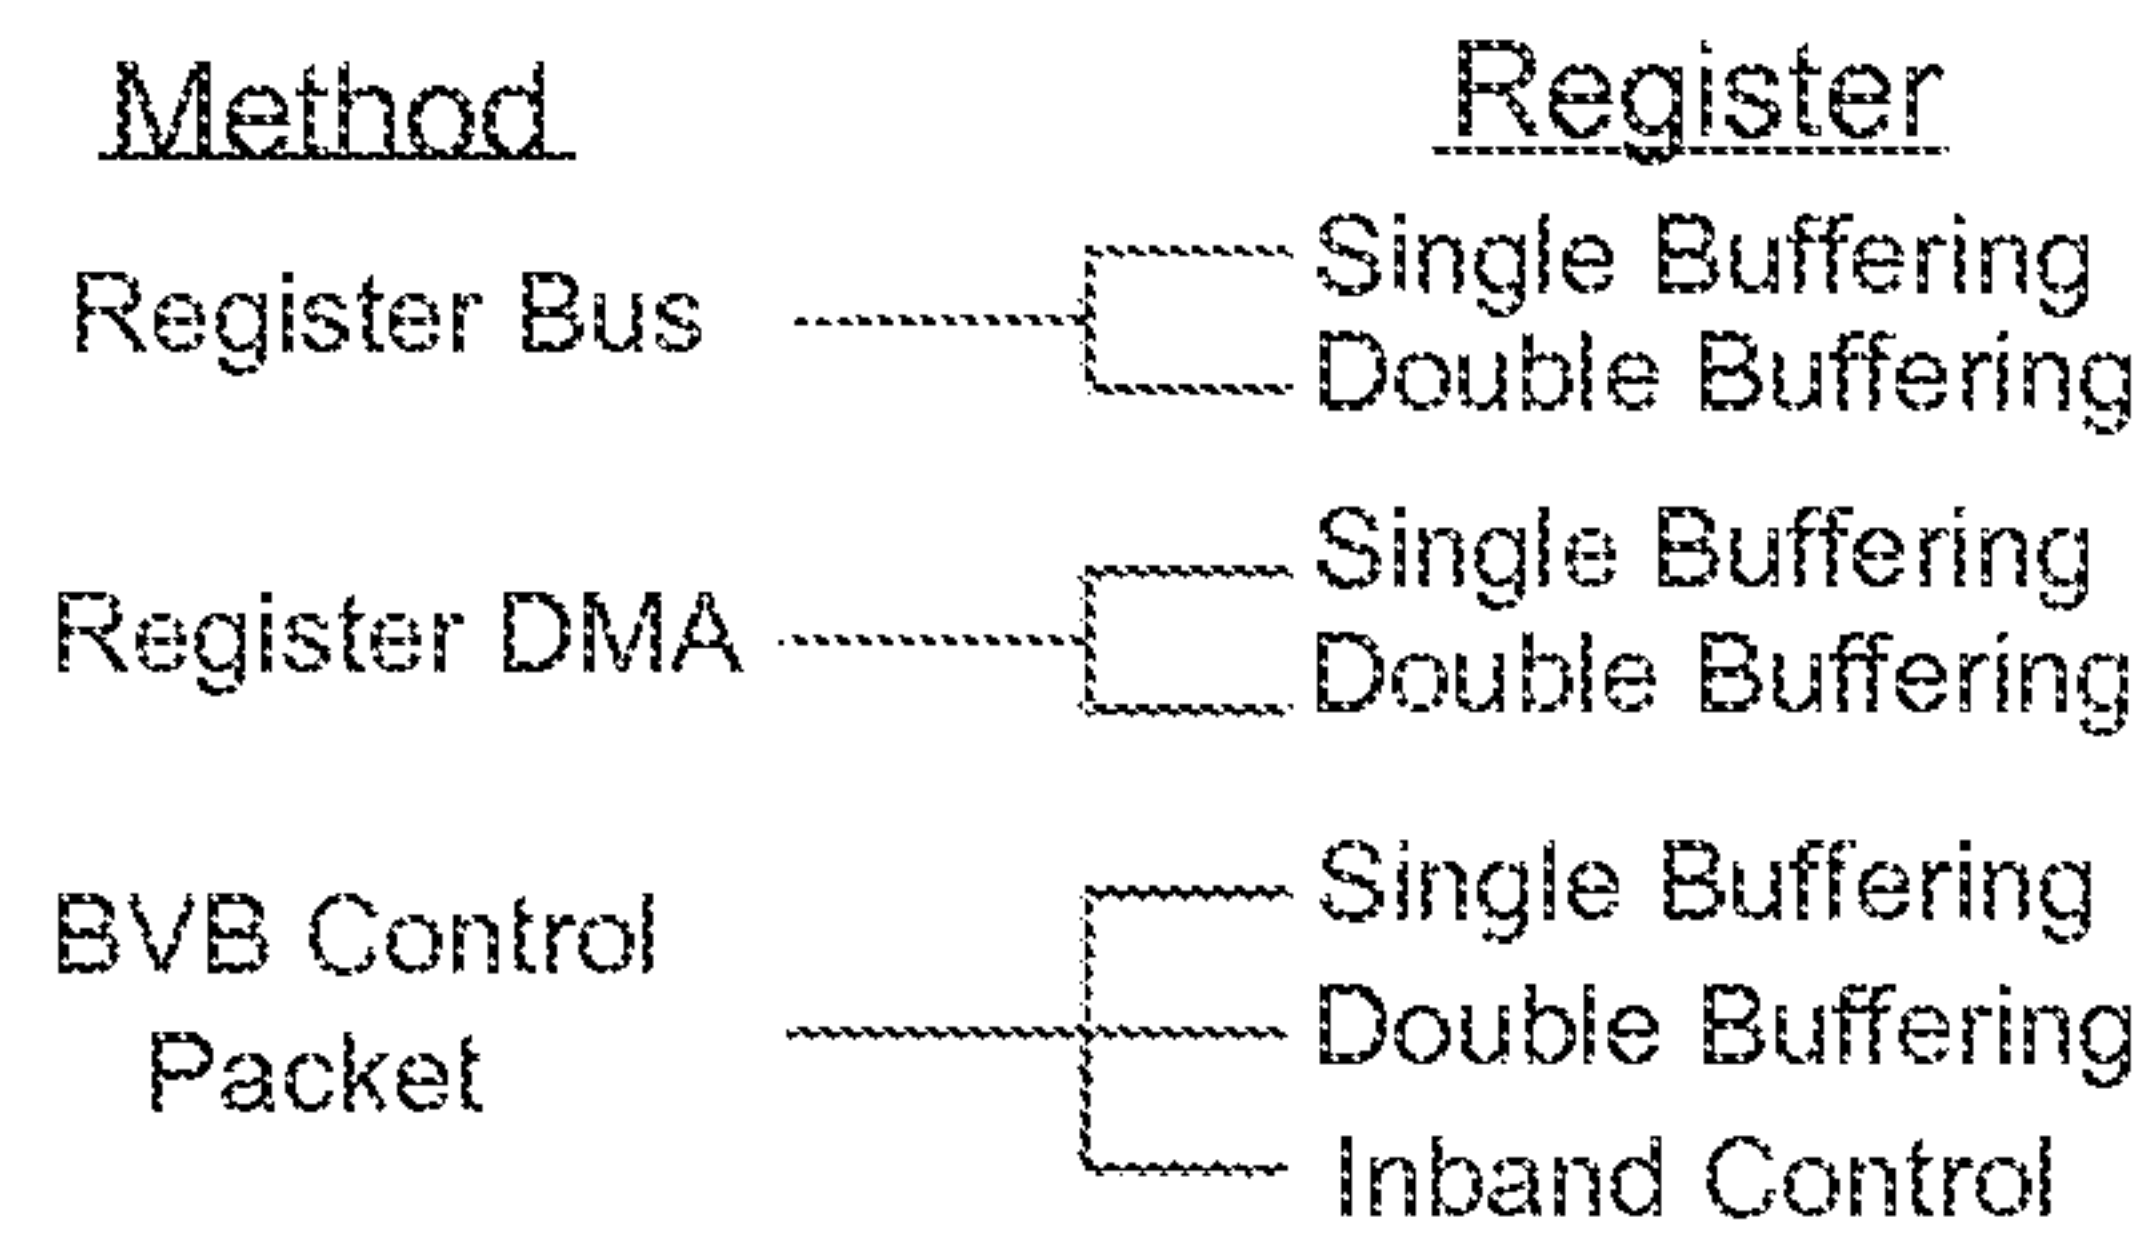 Method Register
Register Bus
Single Buffering
Double Buffering
Register DMA
Single Buffering
Double Buffering
BVB Control
Packet
Single Buffering
Double Buffering
Inband Control